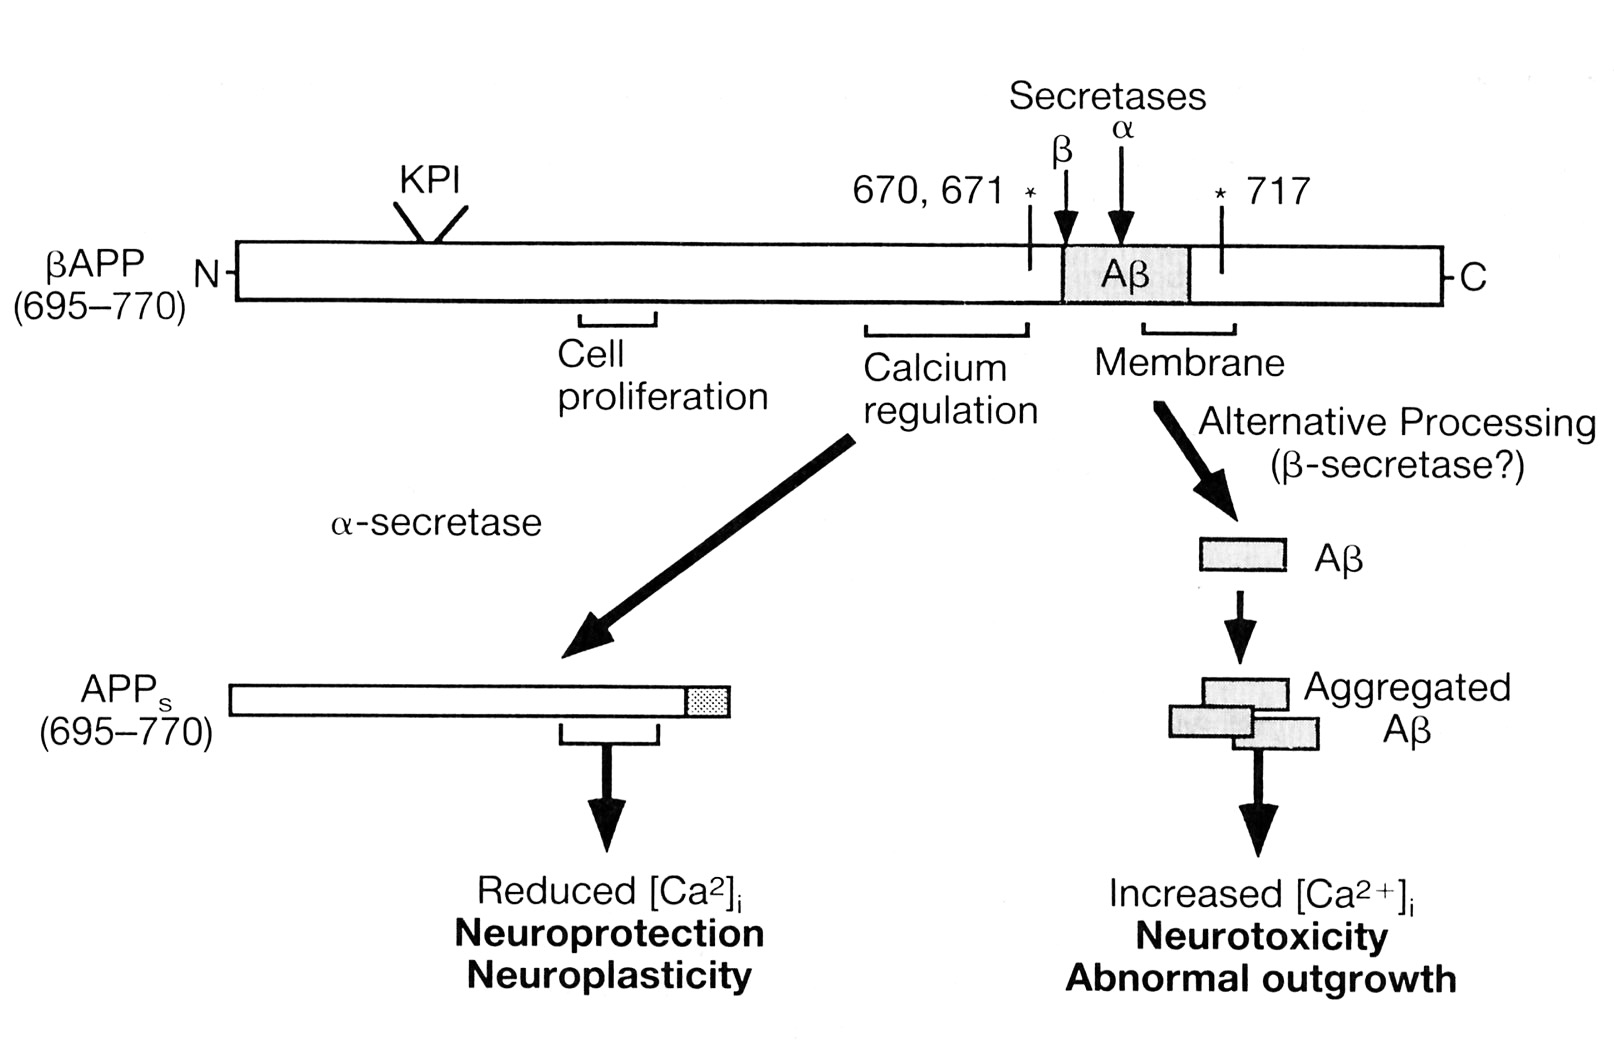 Secretases
β
α
KPI
670, 671 *
* 717
βAPP
(695–770)
N
Aβ
C
Cell
proliferation
Calcium
regulation
Membrane
Alternative Processing
(β-secretase?)
α-secretase
Aβ
APPs
(695–770)
Aggregated
Aβ
Reduced [Ca2]i
Neuroprotection
Neuroplasticity
Increased [Ca2+]i
Neurotoxicity
Abnormal outgrowth